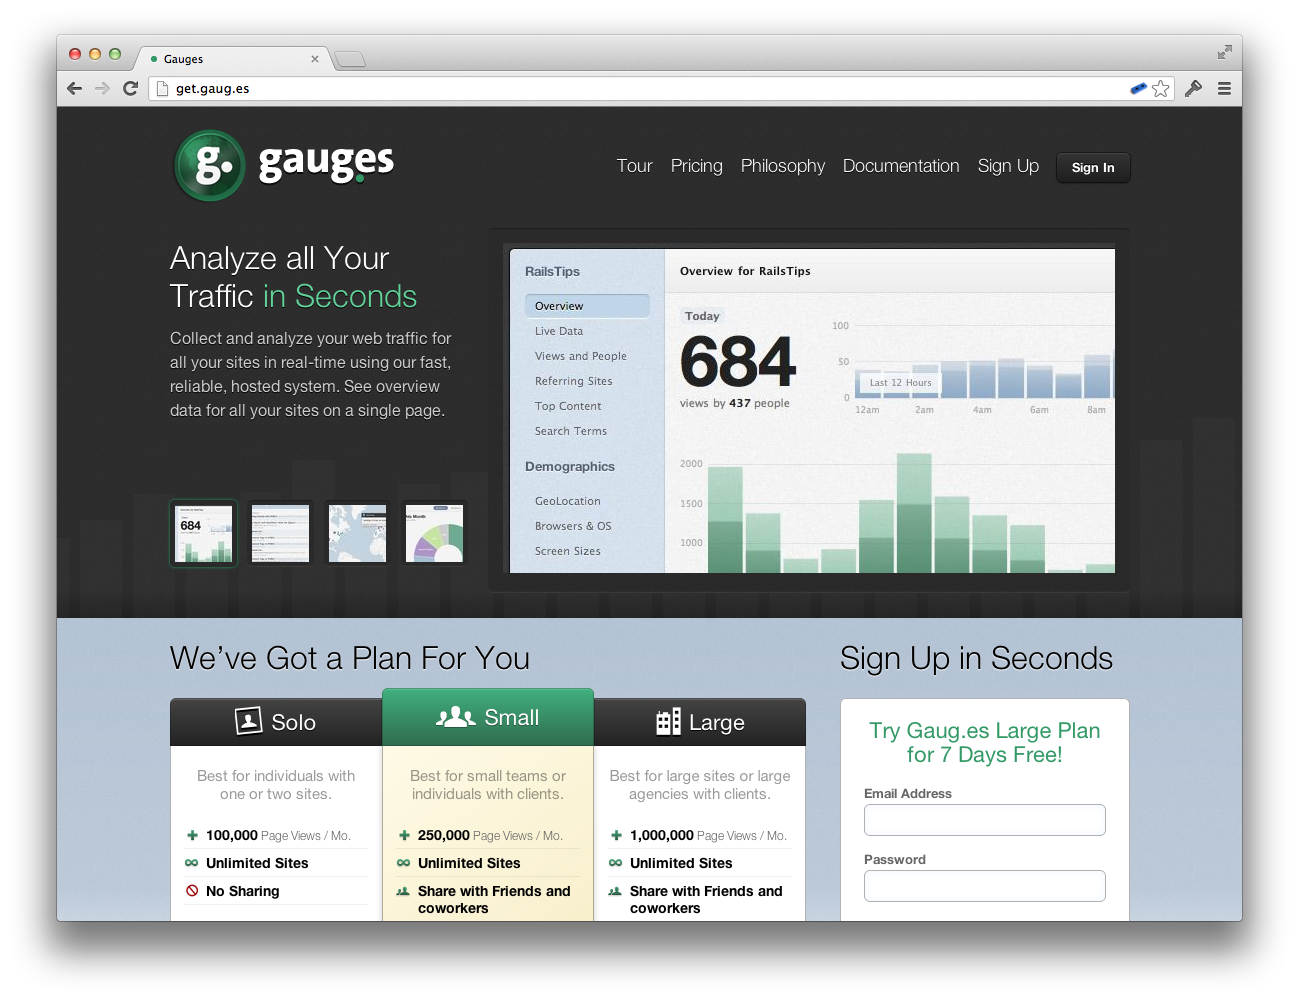 Gauges
get.gaug.es
g. gauges
Tour Pricing Philosophy Documentation Sign Up Sign In
Analyze all Your
Traffic in Seconds
Collect and analyze your web traffic for
all your sites in real-time using our fast,
reliable, hosted system. See overview
data for all your sites on a single page.
RailsTips
Overview
Live Data
Views and People
Referring Sites
Top Content
Search Terms
Demographics
GeoLocation
Browsers & OS
Screen Sizes
Overview for RailsTips
Today
684
views by 437 people
100
50
0
Last 12 Hours
12am 2am 4am 6am 8am
2000
1500
1000
684
We've Got a Plan For You
Solo
Best for individuals with
one or two sites.
100,000 Page Views / Mo.
Unlimited Sites
No Sharing
Small
Best for small teams or
individuals with clients.
250,000 Page Views / Mo.
Unlimited Sites
Share with Friends and
coworkers
Large
Best for large sites or large
agencies with clients.
1,000,000 Page Views / Mo.
Unlimited Sites
Share with Friends and
coworkers
Sign Up in Seconds
Try Gaug.es Large Plan
for 7 Days Free!
Email Address
Password